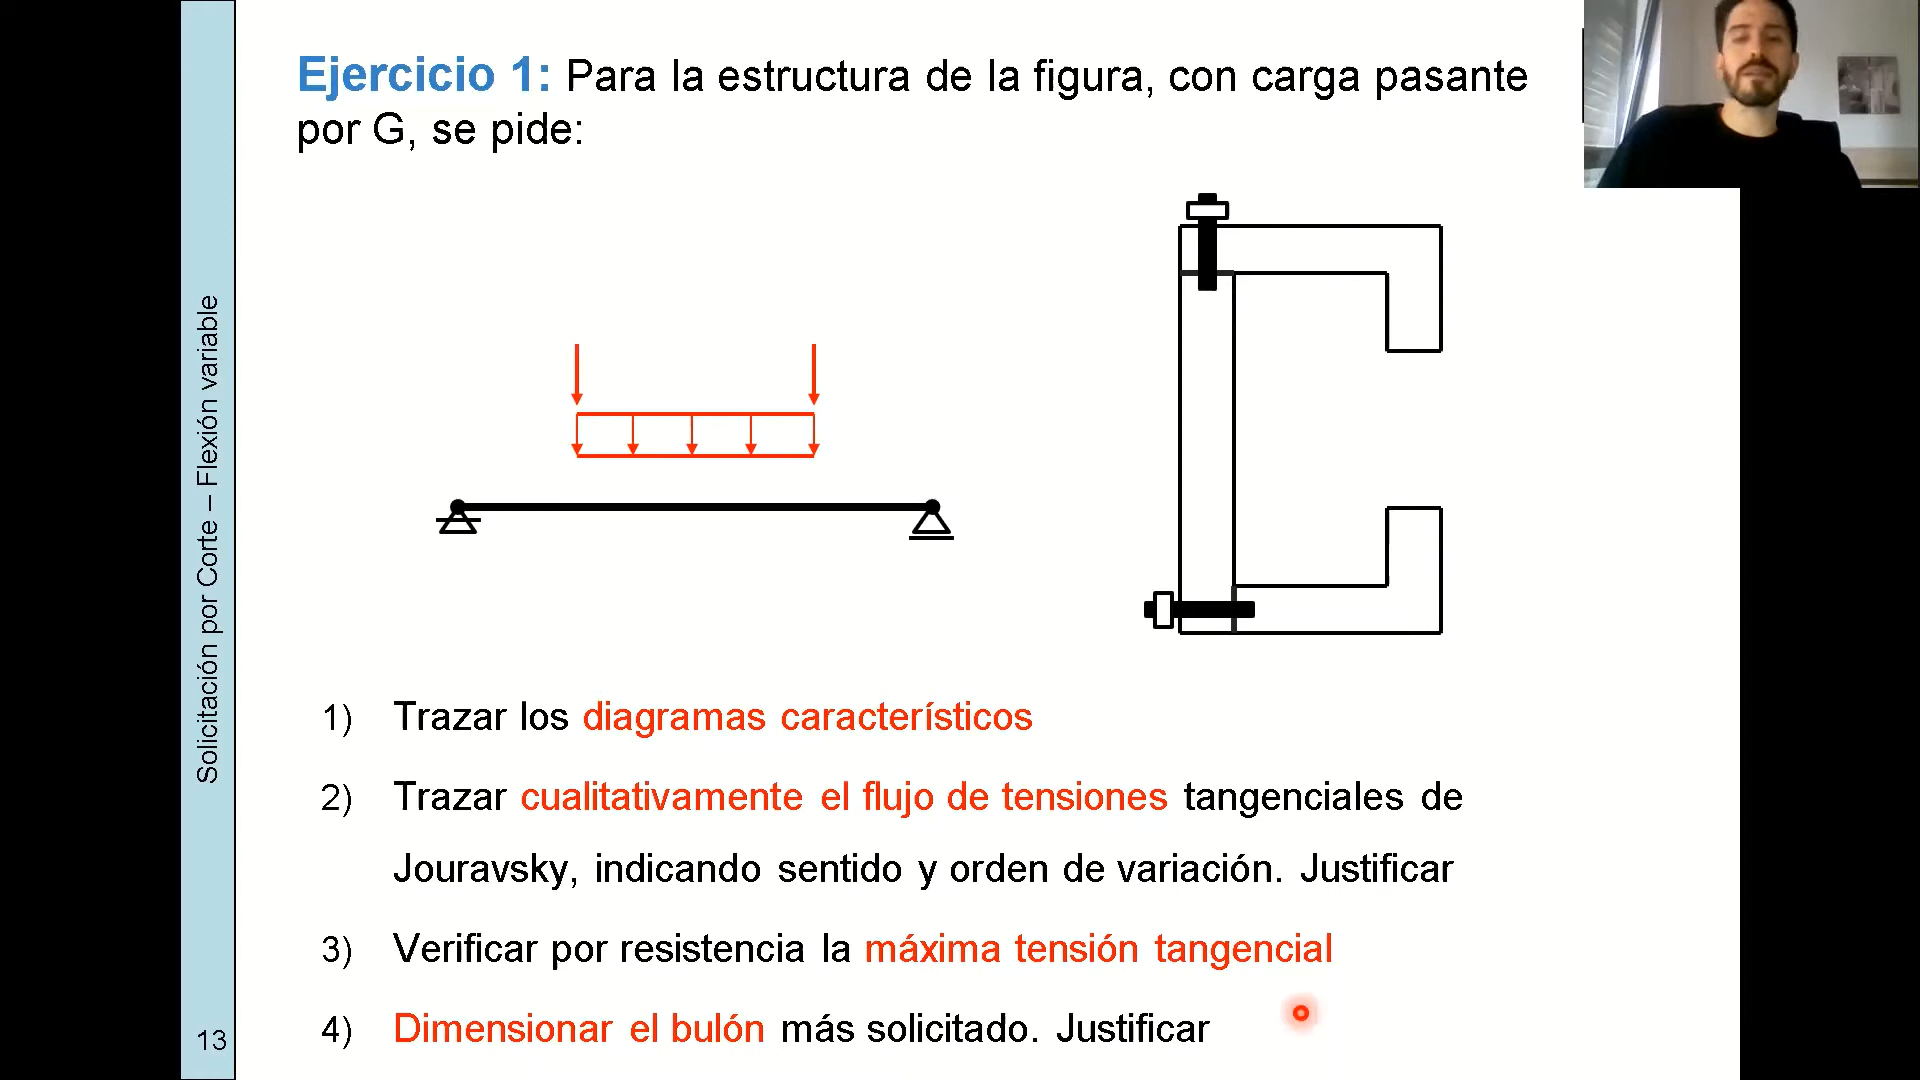 Ejercicio 1: Para la estructura de la figura, con carga pasante
por G, se pide:
Solicitación por Corte – Flexión variable
1) Trazar los diagramas característicos
2) Trazar cualitativamente el flujo de tensiones tangenciales de
Jouravsky, indicando sentido y orden de variación. Justificar
3) Verificar por resistencia la máxima tensión tangencial
4) Dimensionar el bulón más solicitado. Justificar
13